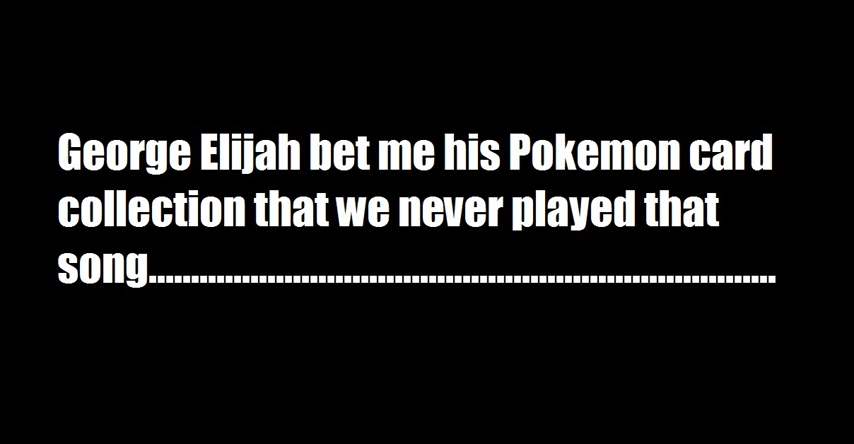 George Elijah bet me his Pokemon card
collection that we never played that
song..........................................................................